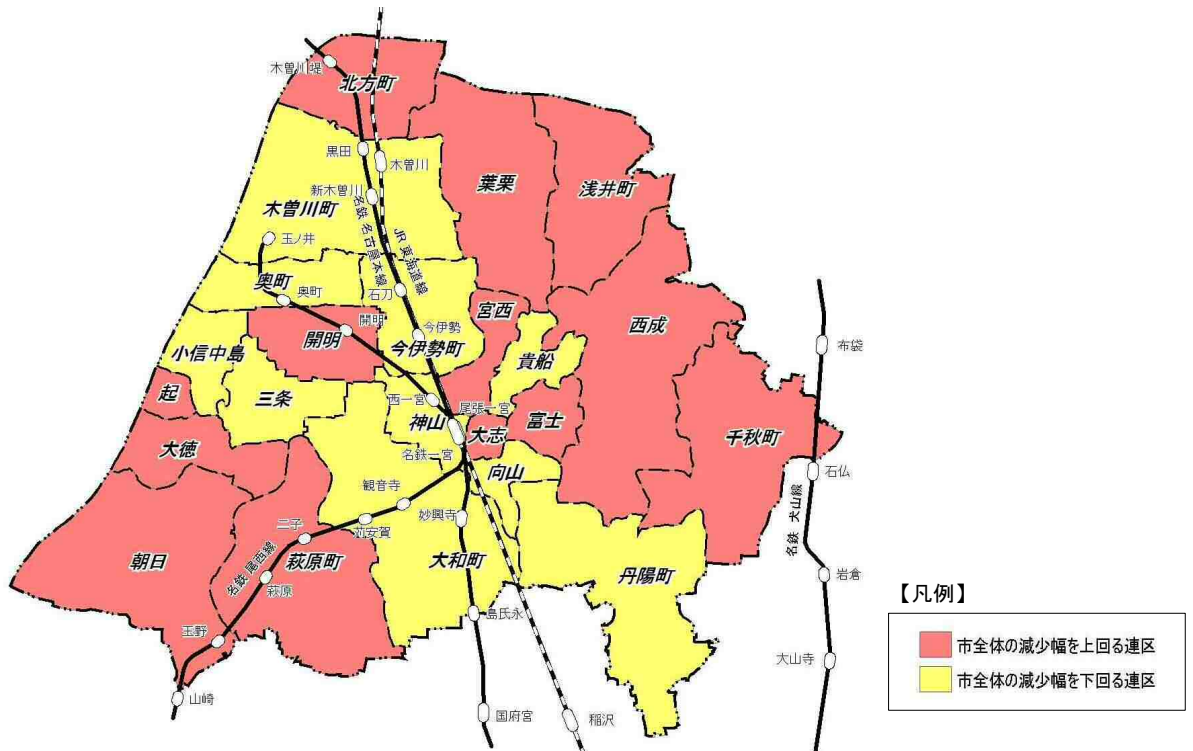 木曽川堤
北方町
黒田
木曽川
新木曽川
葉栗
浅井町
木曽川町
名鉄 名古屋本線
JR 東海道線
玉ノ井
奥町
奥町
石刀
宮西
開明
開明
今伊勢
今伊勢町
西成
布袋
小信中島
貴船
起
三条
西一宮
尾張一宮
神山
大志
富士
千秋町
大徳
名鉄一宮
向山
石仏
観音寺
名鉄 犬山線
二子
苅安賀
妙興寺
朝日
名鉄 尾西線
萩原町
大和町
丹陽町
岩倉
萩原
島氏永
玉野
大山寺
山崎
国府宮
稲沢
【凡例】
市全体の減少幅を上回る連区
市全体の減少幅を下回る連区